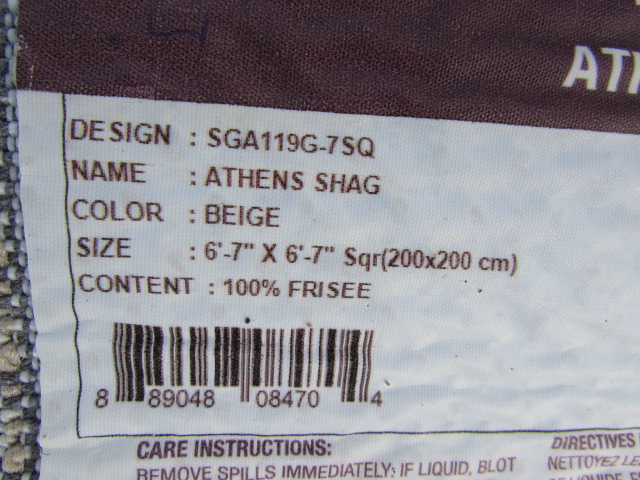 DESIGN : SGA119G-7SQ
NAME : ATHENS SHAG
COLOR : BEIGE
SIZE : 6'-7" X 6'-7" Sqr(200x200 cm)
CONTENT : 100% FRISEE
8 89048 08470 4
CARE INSTRUCTIONS:
REMOVE SPILLS IMMEDIATELY: IF LIQUID, BLOT
DIRECTIVES
NETTOYEZ LE